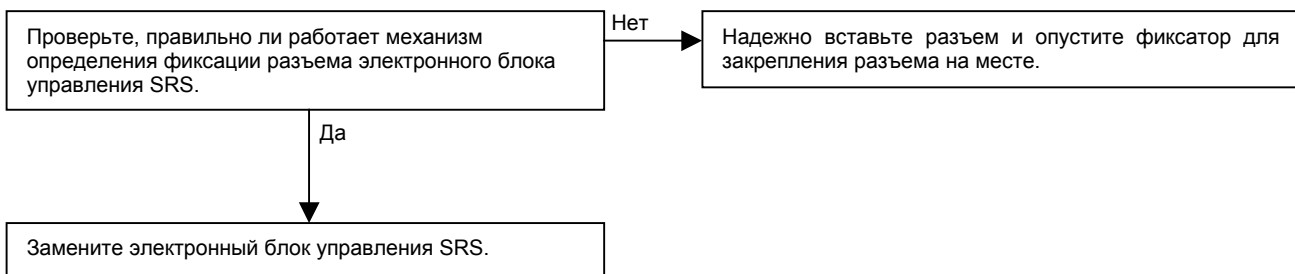 Проверьте, правильно ли работает механизм
определения фиксации разъема электронного блока
управления SRS.
Нет
Надежно вставьте разъем и опустите фиксатор для
закрепления разъема на месте.
Да
Замените электронный блок управления SRS.